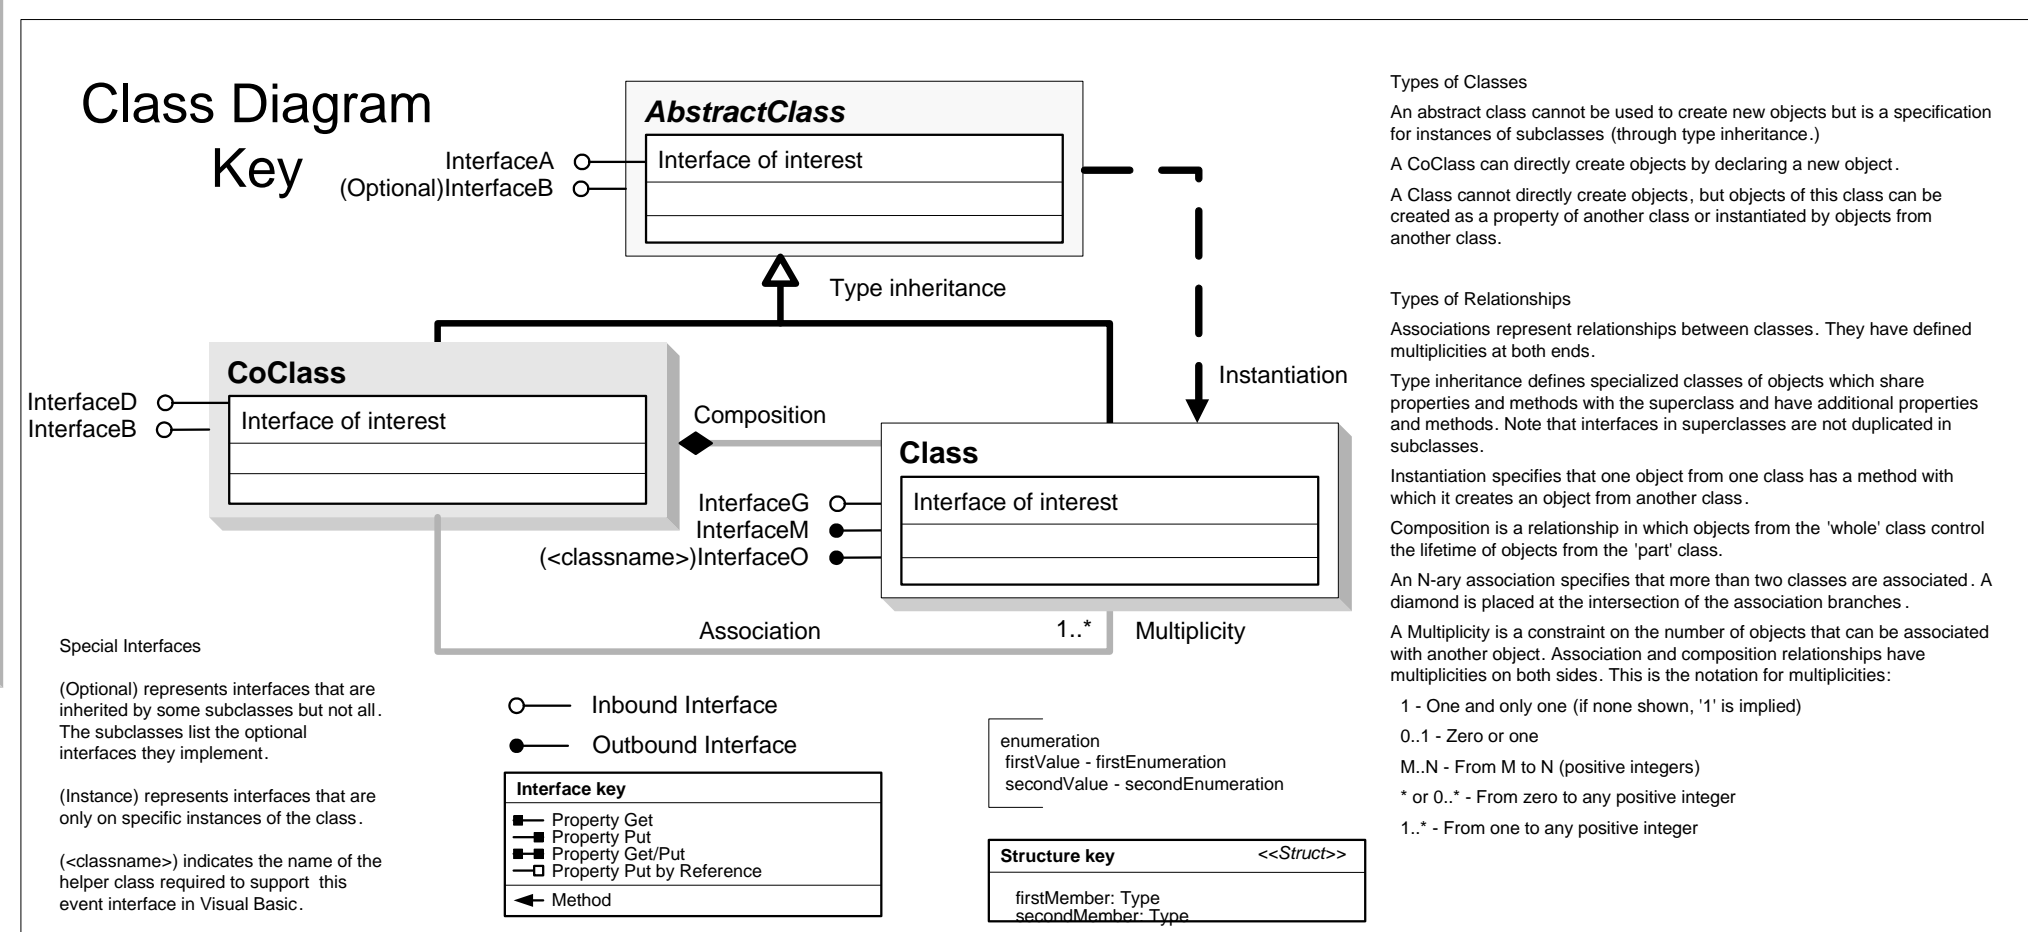 Class Diagram
Key
AbstractClass
Interface of interest
InterfaceA
(Optional)InterfaceB
Type inheritance
CoClass
Interface of interest
InterfaceD
InterfaceB
Composition
Instantiation
Class
Interface of interest
InterfaceG
InterfaceM
(<classname>)InterfaceO
Association
1..*
Multiplicity
Special Interfaces
(Optional) represents interfaces that are
inherited by some subclasses but not all.
The subclasses list the optional
interfaces they implement.
(Instance) represents interfaces that are
only on specific instances of the class.
(<classname>) indicates the name of the
helper class required to support this
event interface in Visual Basic.
Inbound Interface
Outbound Interface
Interface key
Property Get
Property Put
Property Get/Put
Property Put by Reference
Method
enumeration
firstValue - firstEnumeration
secondValue - secondEnumeration
Structure key
<<Struct>>
firstMember: Type
secondMember: Type
Types of Classes
An abstract class cannot be used to create new objects but is a specification
for instances of subclasses (through type inheritance.)
A CoClass can directly create objects by declaring a new object.
A Class cannot directly create objects, but objects of this class can be
created as a property of another class or instantiated by objects from
another class.
Types of Relationships
Associations represent relationships between classes. They have defined
multiplicities at both ends.
Type inheritance defines specialized classes of objects which share
properties and methods with the superclass and have additional properties
and methods. Note that interfaces in superclasses are not duplicated in
subclasses.
Instantiation specifies that one object from one class has a method with
which it creates an object from another class.
Composition is a relationship in which objects from the 'whole' class control
the lifetime of objects from the 'part' class.
An N-ary association specifies that more than two classes are associated. A
diamond is placed at the intersection of the association branches.
A Multiplicity is a constraint on the number of objects that can be associated
with another object. Association and composition relationships have
multiplicities on both sides. This is the notation for multiplicities:
1 - One and only one (if none shown, '1' is implied)
0..1 - Zero or one
M..N - From M to N (positive integers)
* or 0..* - From zero to any positive integer
1..* - From one to any positive integer